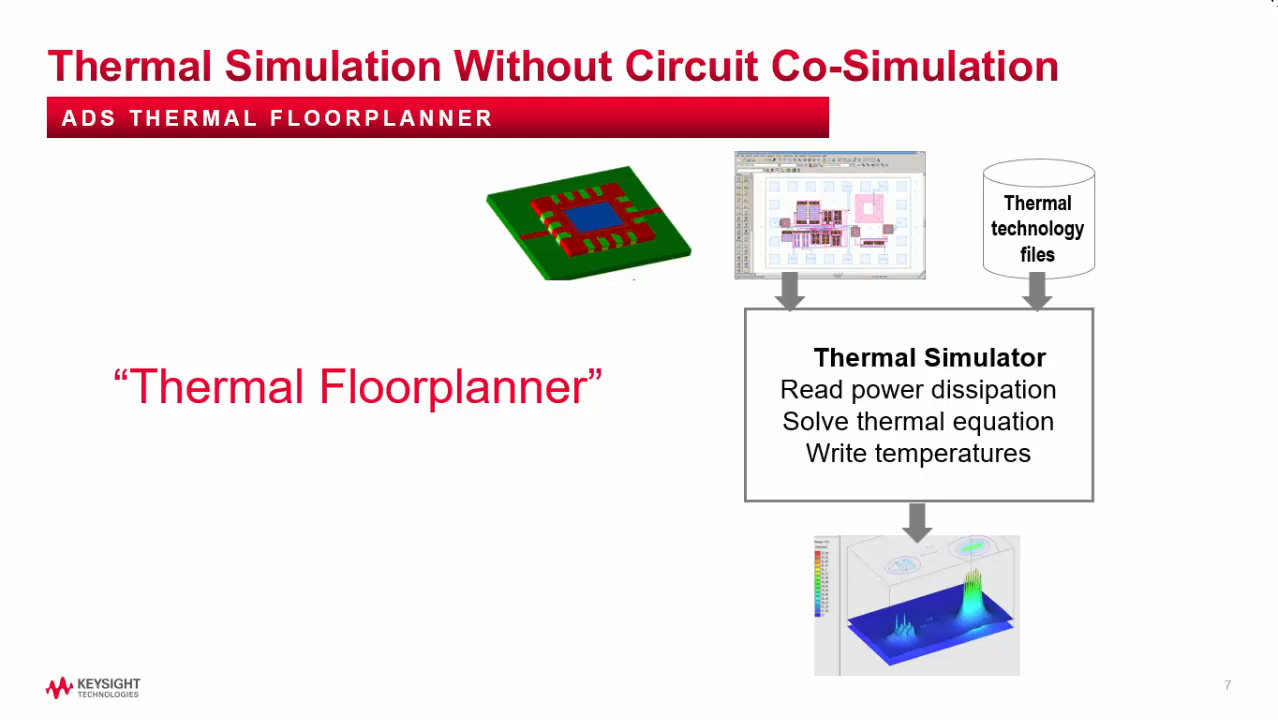 Thermal Simulation Without Circuit Co-Simulation
ADS THERMAL FLOORPLANNER
Thermal
technology
files
“Thermal Floorplanner”
Thermal Simulator
Read power dissipation
Solve thermal equation
Write temperatures
KEYSIGHT
TECHNOLOGIES
7